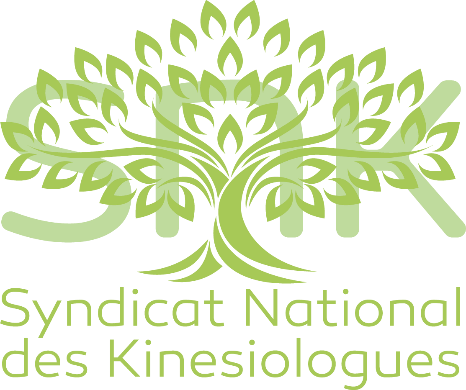 SNK
Syndicat National
des Kinesiologues